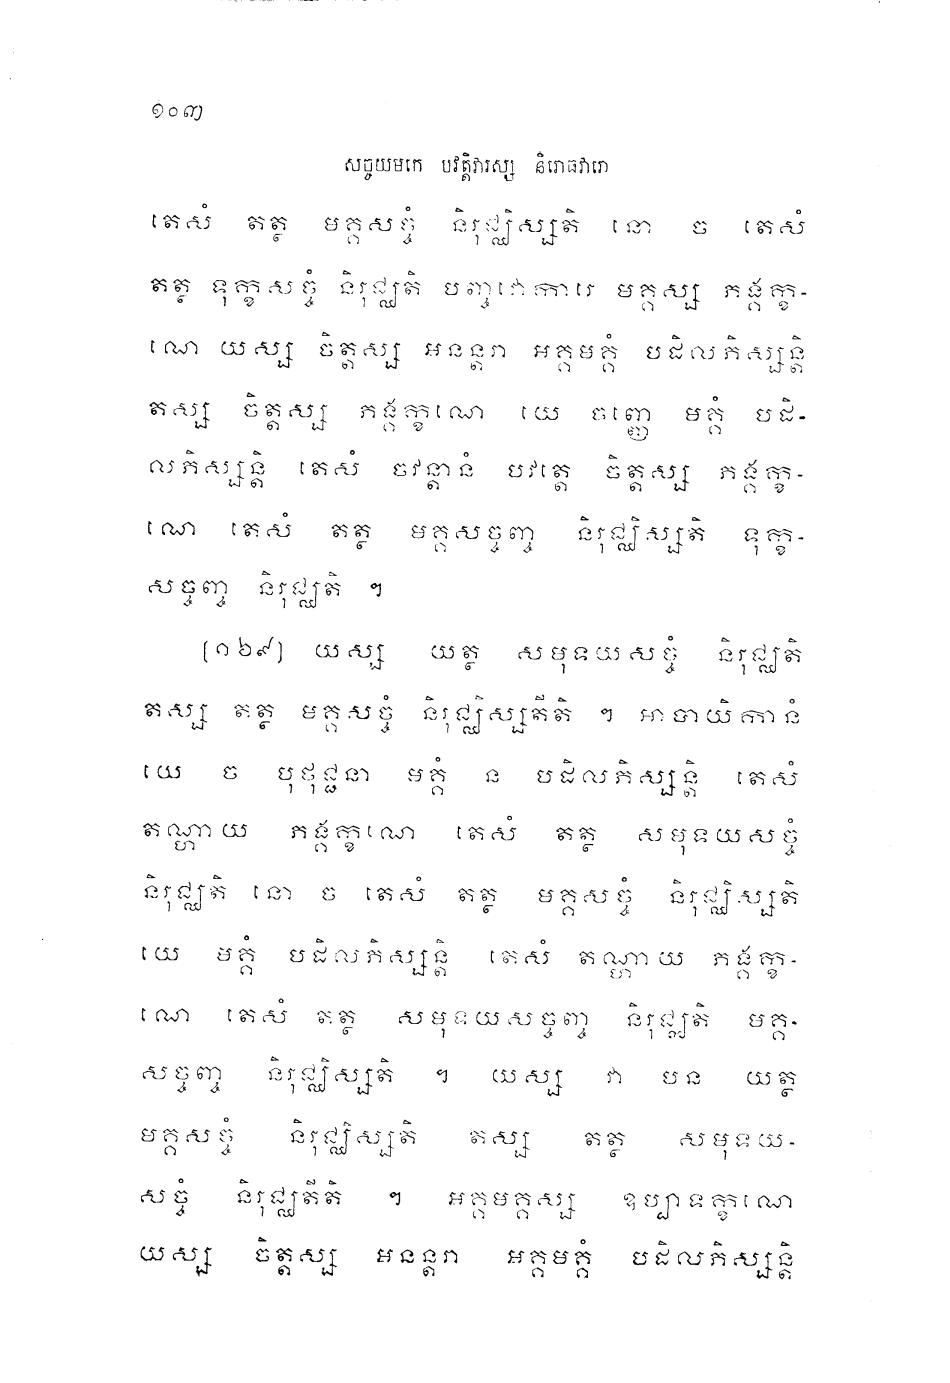 ១០៣
សច្ចយមកេ បវត្តិវារស្ស និរោធវារោ
តេសំ តត្ថ មគ្គសច្ចំ និរុជ្ឈិស្សតិ នោ ច តេសំ
តត្ថ ទុក្ខសច្ចំ និរុជ្ឈតិ បញ្ចវោការេ មគ្គស្ស ភង្គក្ខ-
ណេ យស្ស ចិត្តស្ស អនន្តរា អគ្គមគ្គំ បដិលភិស្សន្តិ
តស្ស ចិត្តស្ស ភង្គក្ខណេ យេ ចញ្ញេ មគ្គំ បដិ-
លភិស្សន្តិ តេសំ ចវន្តានំ បវត្តេ ចិត្តស្ស ភង្គក្ខ-
ណេ តេសំ តត្ថ មគ្គសច្ចញ្ច និរុជ្ឈិស្សតិ ទុក្ខ-
សច្ចញ្ច និរុជ្ឈតិ ។
[១៦៩] យស្ស យត្ថ សមុទយសច្ចំ និរុជ្ឈតិ
តស្ស តត្ថ មគ្គសច្ចំ និរុជ្ឈិស្សតីតិ ។ អាបាយិកានំ
យេ ច បុថុជ្ជនា មគ្គំ ន បដិលភិស្សន្តិ តេសំ
តណ្ហាយ ភង្គក្ខណេ តេសំ តត្ថ សមុទយសច្ចំ
និរុជ្ឈតិ នោ ច តេសំ តត្ថ មគ្គសច្ចំ និរុជ្ឈិស្សតិ
យេ មគ្គំ បដិលភិស្សន្តិ តេសំ តណ្ហាយ ភង្គក្ខ-
ណេ តេសំ តត្ថ សមុទយសច្ចញ្ច និរុជ្ឈតិ មគ្គ-
សច្ចញ្ច និរុជ្ឈិស្សតិ ។ យស្ស វា បន យត្ថ
មគ្គសច្ចំ និរុជ្ឈិស្សតិ តស្ស តត្ថ សមុទយ-
សច្ចំ និរុជ្ឈតីតិ ។ អគ្គមគ្គស្ស ឧប្បាទក្ខណេ
យស្ស ចិត្តស្ស អនន្តរា អគ្គមគ្គំ បដិលភិស្សន្តិ